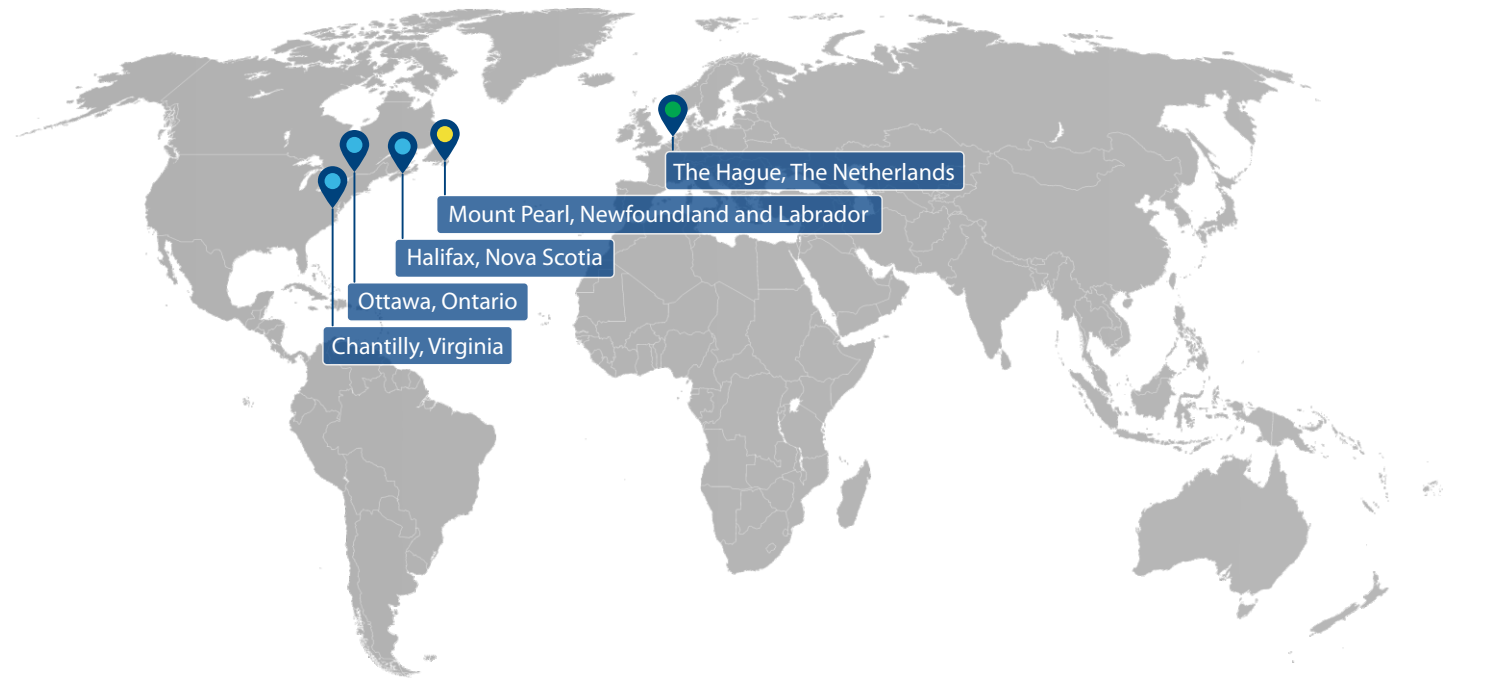 The Hague, The Netherlands
Mount Pearl, Newfoundland and Labrador
Halifax, Nova Scotia
Ottawa, Ontario
Chantilly, Virginia